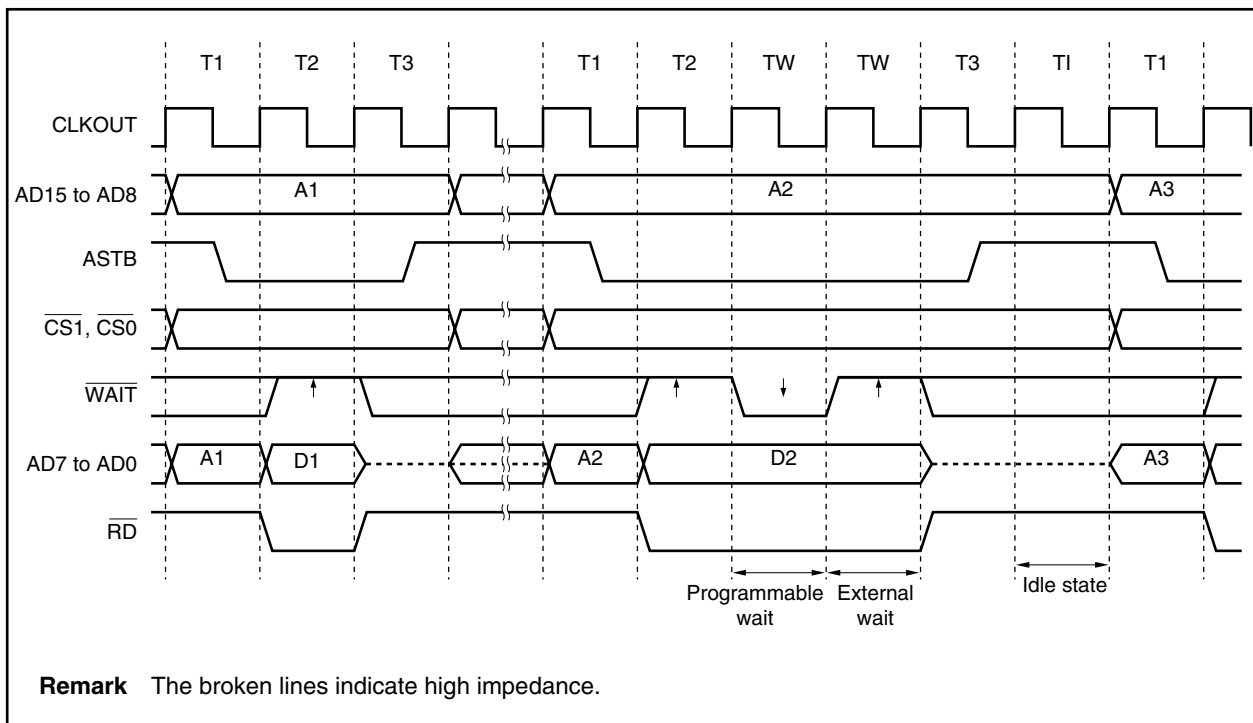 T1 T2 T3 T1 T2 TW TW T3 TI T1
CLKOUT
AD15 to AD8 A1 A2 A3
ASTB
CS1, CS0
WAIT
AD7 to AD0 A1 D1 A2 D2 A3
RD
Programmable wait
External wait
Idle state
Remark The broken lines indicate high impedance.